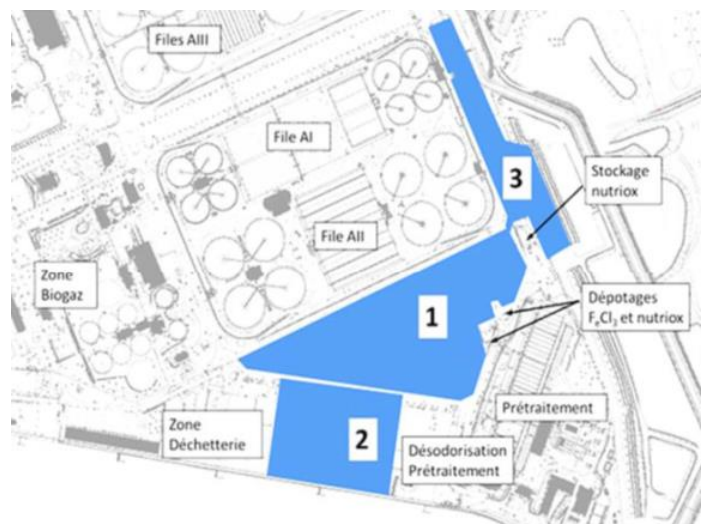 Files AIII
File AI
3
Stockage
nutriox
File AII
Zone
Biogaz
1
Dépotages
FeCl3 et nutriox
Zone
Déchetterie
2
Prétraitement
Désodorisation
Prétraitement